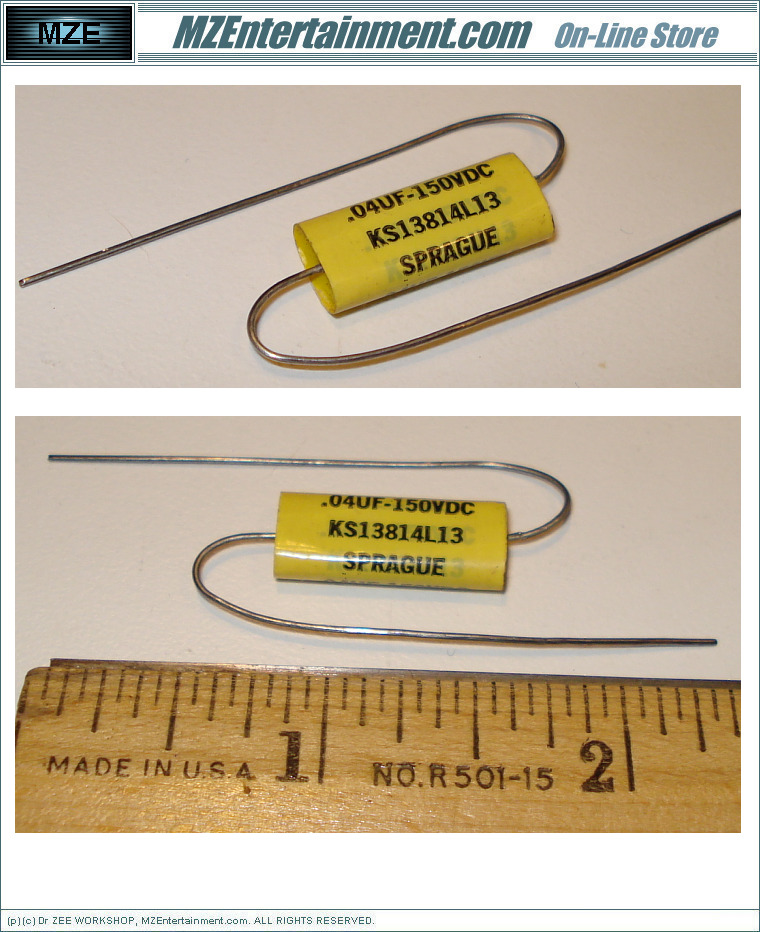 MZE
MZEntertainment.com On-Line Store
.04UF-150VDC
KS13814L13
SPRAGUE
.04UF-150VDC
KS13814L13
SPRAGUE
1 2
MADE IN U.S.A NO. R501-15
(p)(c) Dr ZEE WORKSHOP, MZEntertainment.com. ALL RIGHTS RESERVED.